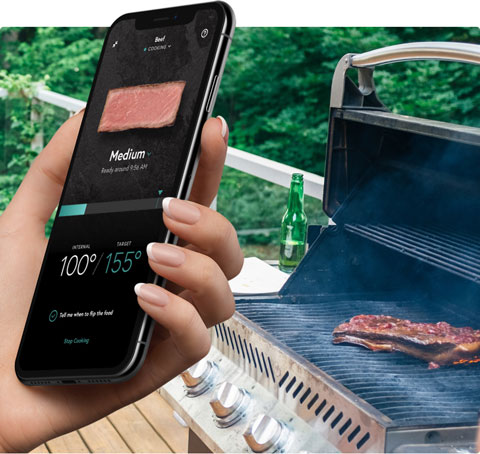 Beef
COOKING
Medium
Ready around 9:56 AM
INTERNAL
TARGET
100°/155°
Tell me when to flip the food
Stop Cooking